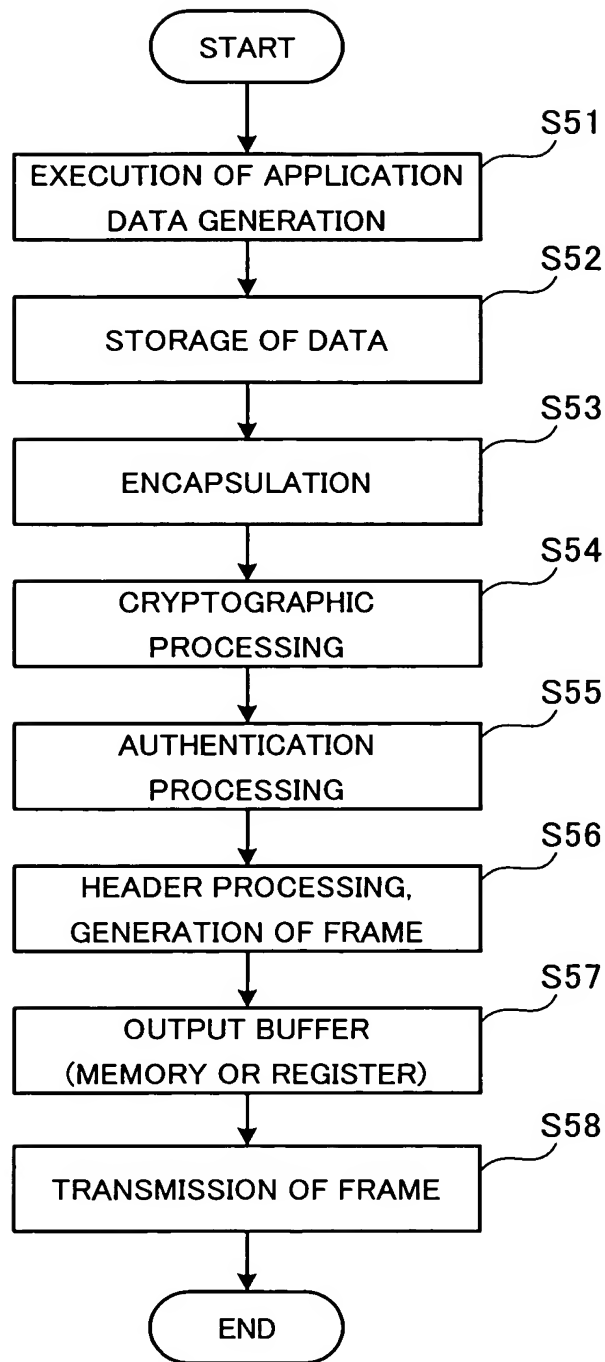 START
S51
EXECUTION OF APPLICATION
DATA GENERATION
S52
STORAGE OF DATA
S53
ENCAPSULATION
S54
CRYPTOGRAPHIC
PROCESSING
S55
AUTHENTICATION
PROCESSING
S56
HEADER PROCESSING,
GENERATION OF FRAME
S57
OUTPUT BUFFER
(MEMORY OR REGISTER)
S58
TRANSMISSION OF FRAME
END